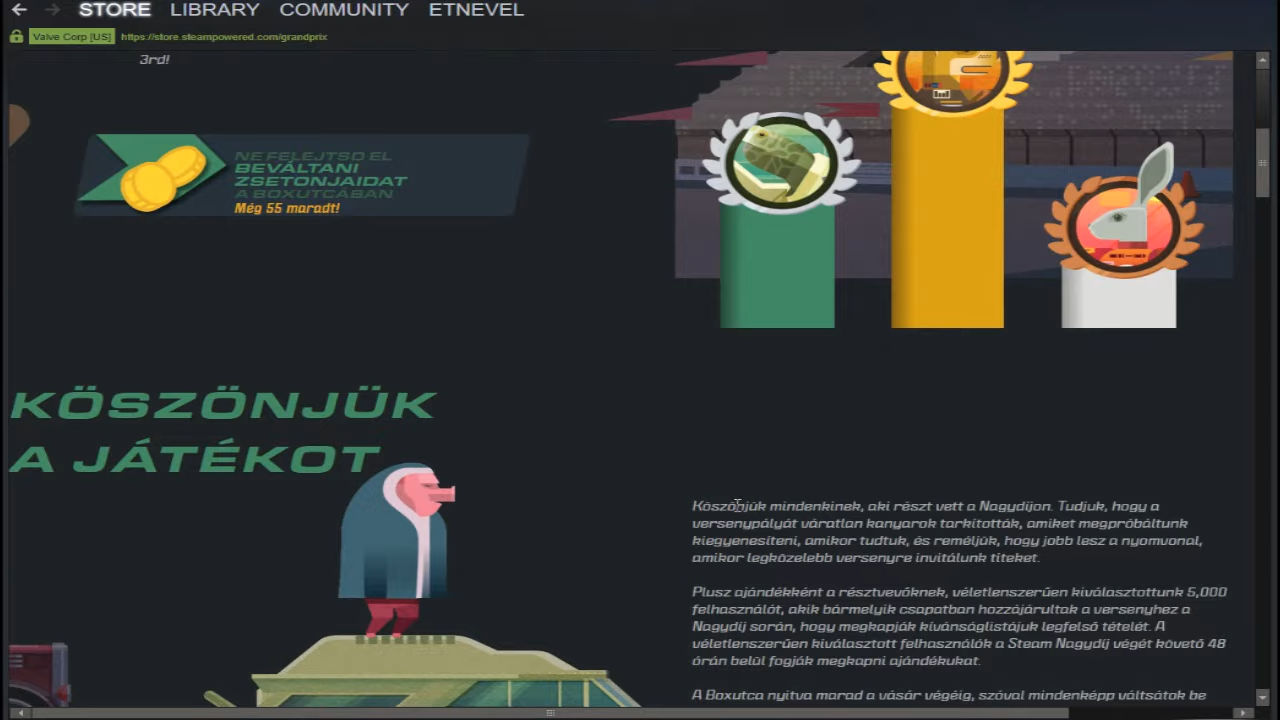 STORE LIBRARY COMMUNITY ETNEVEL
Valve Corp [US] https://store.steampowered.com/grandprix
3rd!
NE FELEJTSD EL
BEVÁLTANI
ZSETONJAIDAT
A BOXUTCÁBAN
Még 55 maradt!
KÖSZÖNJÜK
A JÁTÉKOT
Köszönjük mindenkinek, aki részt vett a Nagydíjon. Tudjuk, hogy a
versenypályát váratlan kanyarok tarkították, amiket megpróbáltunk
kiegyenesíteni, amikor tudtuk, és reméljük, hogy jobb lesz a nyomvonal,
amikor legközelebb versenyre invitálunk titeket.
Plusz ajándékként a résztvevőknek, véletlenszerűen kiválasztottunk 5,000
felhasználót, akik bármelyik csapatban hozzájárultak a versenyhez a
Nagydíj során, hogy megkapják kívánságlistájuk legfelső tételét. A
véletlenszerűen kiválasztott felhasználók a Steam Nagydíj végét követő 48
órán belül fogják megkapni ajándékukat.
A Boxutca nyitva marad a vásár végéig, szóval mindenképp váltsátok be